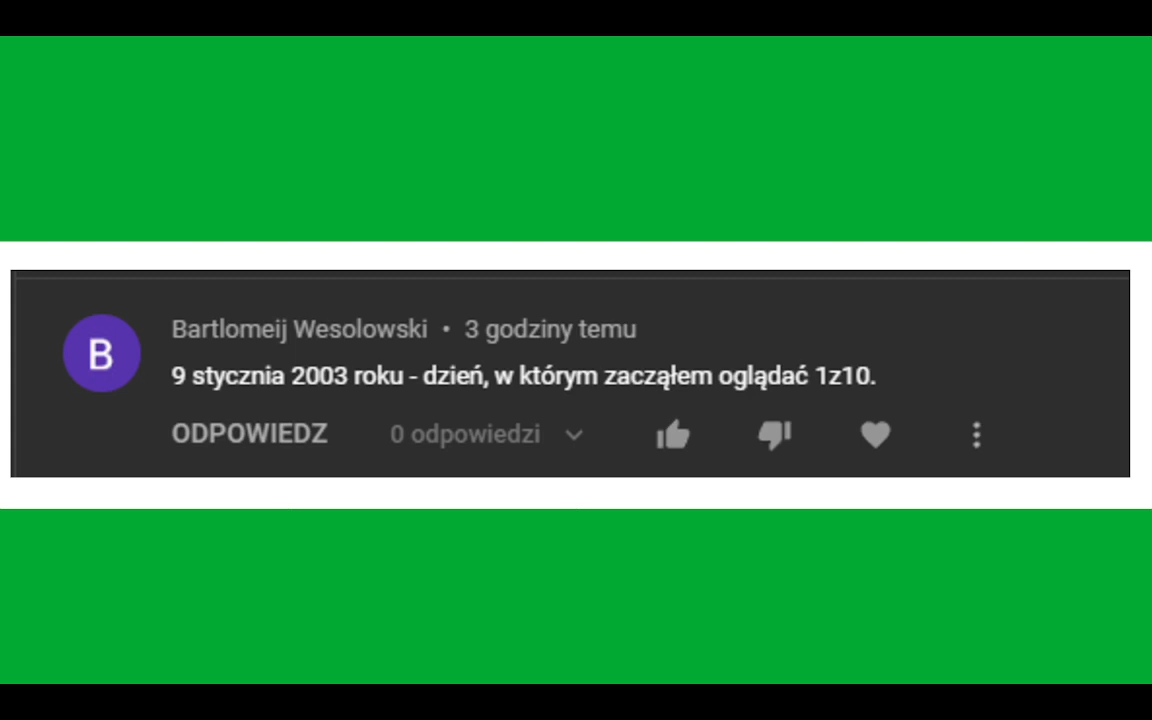 B
Bartlomeij Wesolowski • 3 godziny temu
9 stycznia 2003 roku - dzień, w którym zacząłem oglądać 1z10.
ODPOWIEDZ 0 odpowiedzi